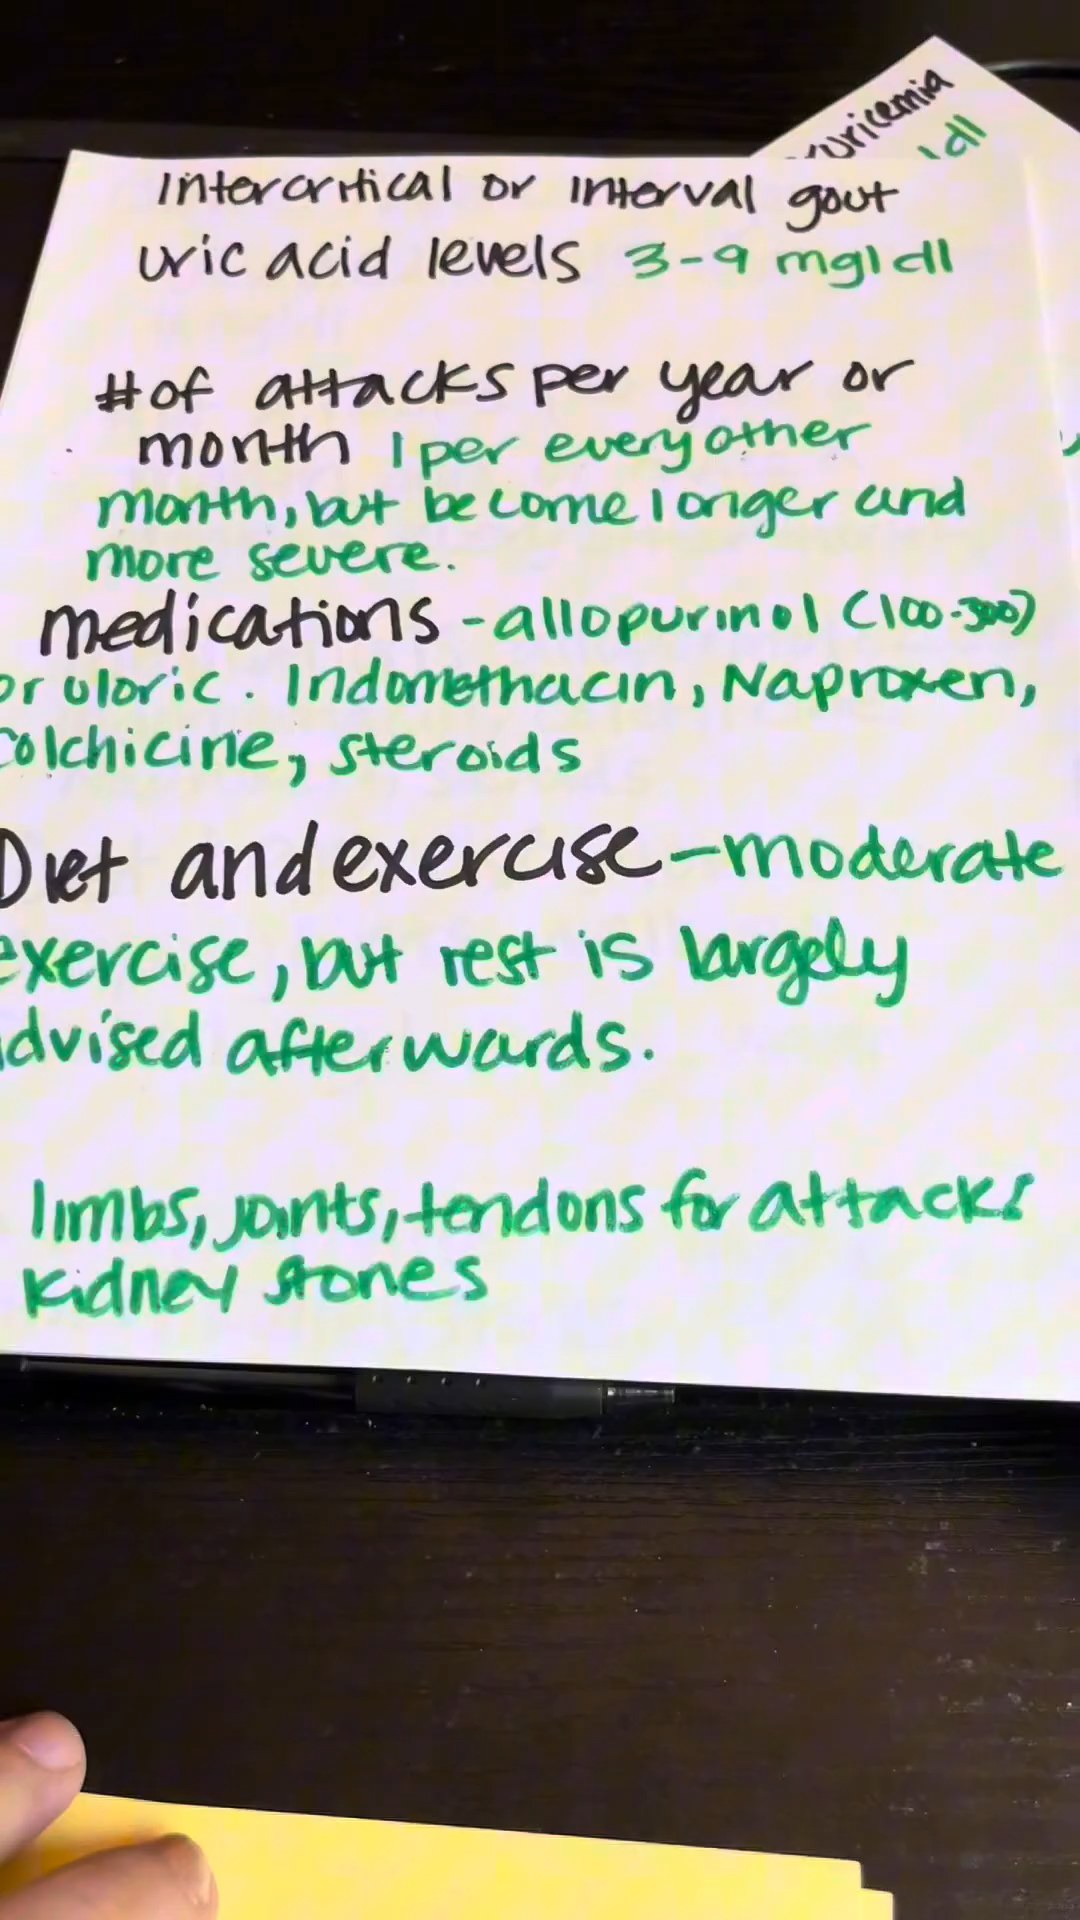 uricemia
dl
Intercritical or Interval gout
uric acid levels 3-9 mg/dl
# of attacks per year or
month 1 per every other
month, but become longer and
more severe.
medications - allopurinol (100-300)
or uloric. Indomethacin, Naproxen,
Colchicine, steroids
Diet and exercise - moderate
exercise, but rest is largely
advised afterwards.
limbs, joints, tendons for attacks
kidney stones